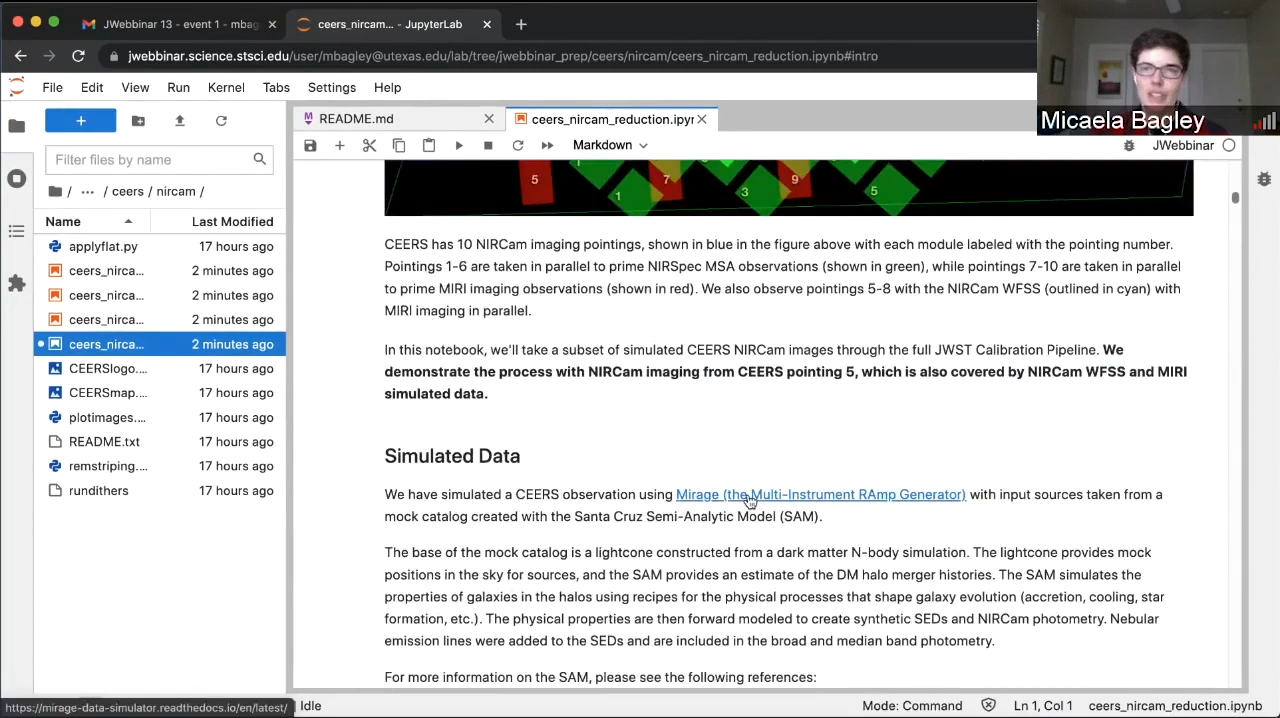 JWebbinar 13 - event 1 - mbag
ceers_nircam... - JupyterLab
jwebbinar.science.stsci.edu/user/mbagley@utexas.edu/lab/tree/jwebbinar_prep/ceers/nircam/ceers_nircam_reduction.ipynb#intro
Micaela Bagley
File Edit View Run Kernel Tabs Settings Help
README.md
ceers_nircam_reduction.ipyr
Markdown
JWebbinar
Filter files by name
/ ··· / ceers / nircam /
Name Last Modified
applyflat.py 17 hours ago
ceers_nirca... 2 minutes ago
ceers_nirca... 2 minutes ago
ceers_nirca... 2 minutes ago
ceers_nirca... 2 minutes ago
CEERSlogo.... 17 hours ago
CEERSmap.... 17 hours ago
plotimages.... 17 hours ago
README.txt 17 hours ago
remstriping.... 17 hours ago
rundithers 17 hours ago
5 1 7 3 9 5
CEERS has 10 NIRCam imaging pointings, shown in blue in the figure above with each module labeled with the pointing number.
Pointings 1-6 are taken in parallel to prime NIRSpec MSA observations (shown in green), while pointings 7-10 are taken in parallel
to prime MIRI imaging observations (shown in red). We also observe pointings 5-8 with the NIRCam WFSS (outlined in cyan) with
MIRI imaging in parallel.
In this notebook, we'll take a subset of simulated CEERS NIRCam images through the full JWST Calibration Pipeline. We
demonstrate the process with NIRCam imaging from CEERS pointing 5, which is also covered by NIRCam WFSS and MIRI
simulated data.
Simulated Data
We have simulated a CEERS observation using Mirage (the Multi-Instrument RAmp Generator) with input sources taken from a
mock catalog created with the Santa Cruz Semi-Analytic Model (SAM).
The base of the mock catalog is a lightcone constructed from a dark matter N-body simulation. The lightcone provides mock
positions in the sky for sources, and the SAM provides an estimate of the DM halo merger histories. The SAM simulates the
properties of galaxies in the halos using recipes for the physical processes that shape galaxy evolution (accretion, cooling, star
formation, etc.). The physical properties are then forward modeled to create synthetic SEDs and NIRCam photometry. Nebular
emission lines were added to the SEDs and are included in the broad and median band photometry.
For more information on the SAM, please see the following references:
https://mirage-data-simulator.readthedocs.io/en/latest/
Idle
Mode: Command
Ln 1, Col 1
ceers_nircam_reduction.ipynb